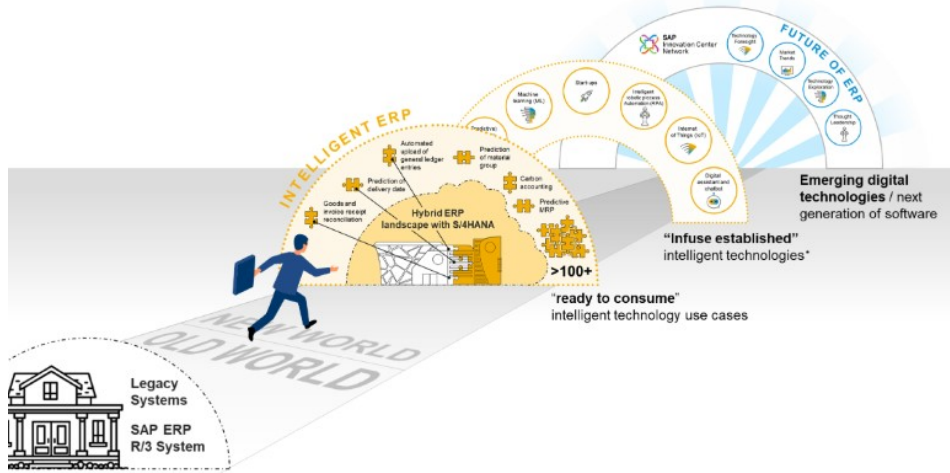 SAP
Innovation Center
Network
FUTURE OF ERP
Technology
Foresight
Market
Trends
Technology
Exploration
Thought
Leadership
Machine
learning (ML)
Start-ups
Intelligent
robotic process
Automation (RPA)
Internet
of Things (IoT)
Digital
assistant and
chatbot
Predictive
INTELLIGENT ERP
Automated
upload of
general ledger
entries
Prediction
of material
group
Prediction of
delivery date
Carbon
accounting
Goods and
invoice receipt
reconciliation
Predictive
MRP
Hybrid ERP
landscape with S/4HANA
>100+
Emerging digital
technologies / next
generation of software
“Infuse established”
intelligent technologies*
“ready to consume”
intelligent technology use cases
NEW WORLD
OLD WORLD
Legacy
Systems
SAP ERP
R/3 System